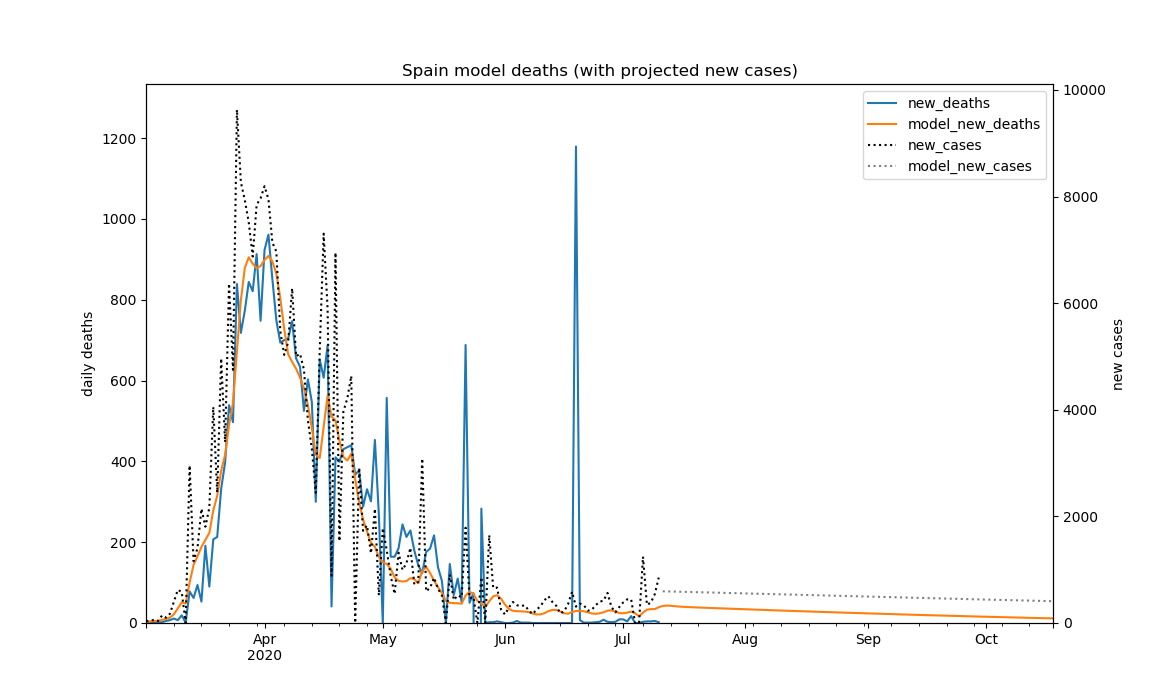 Spain model deaths (with projected new cases)
new_deaths
model_new_deaths
new_cases
model_new_cases
daily deaths
1200
1000
800
600
400
200
0
10000
8000
6000
4000
2000
0
new cases
Apr
2020
May
Jun
Jul
Aug
Sep
Oct